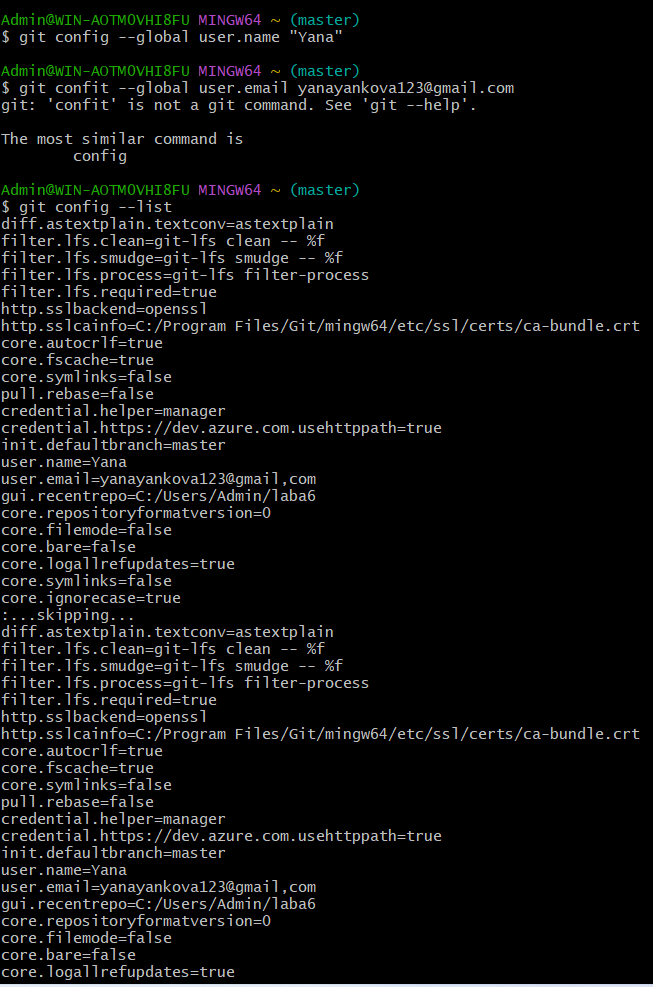 Admin@WIN-AOTM0VHI8FU MINGW64 ~ (master)
$ git config --global user.name "Yana"
Admin@WIN-AOTM0VHI8FU MINGW64 ~ (master)
$ git confit --global user.email yanayankova123@gmail.com
git: 'confit' is not a git command. See 'git --help'.
The most similar command is
config
Admin@WIN-AOTM0VHI8FU MINGW64 ~ (master)
$ git config --list
diff.astextplain.textconv=astextplain
filter.lfs.clean=git-lfs clean -- %f
filter.lfs.smudge=git-lfs smudge -- %f
filter.lfs.process=git-lfs filter-process
filter.lfs.required=true
http.sslbackend=openssl
http.sslcainfo=C:/Program Files/Git/mingw64/etc/ssl/certs/ca-bundle.crt
core.autocrlf=true
core.fscache=true
core.symlinks=false
pull.rebase=false
credential.helper=manager
credential.https://dev.azure.com.usehttppath=true
init.defaultbranch=master
user.name=Yana
user.email=yanayankova123@gmail,com
gui.recentrepo=C:/Users/Admin/laba6
core.repositoryformatversion=0
core.filemode=false
core.bare=false
core.logallrefupdates=true
core.symlinks=false
core.ignorecase=true
:...skipping...
diff.astextplain.textconv=astextplain
filter.lfs.clean=git-lfs clean -- %f
filter.lfs.smudge=git-lfs smudge -- %f
filter.lfs.process=git-lfs filter-process
filter.lfs.required=true
http.sslbackend=openssl
http.sslcainfo=C:/Program Files/Git/mingw64/etc/ssl/certs/ca-bundle.crt
core.autocrlf=true
core.fscache=true
core.symlinks=false
pull.rebase=false
credential.helper=manager
credential.https://dev.azure.com.usehttppath=true
init.defaultbranch=master
user.name=Yana
user.email=yanayankova123@gmail,com
gui.recentrepo=C:/Users/Admin/laba6
core.repositoryformatversion=0
core.filemode=false
core.bare=false
core.logallrefupdates=true